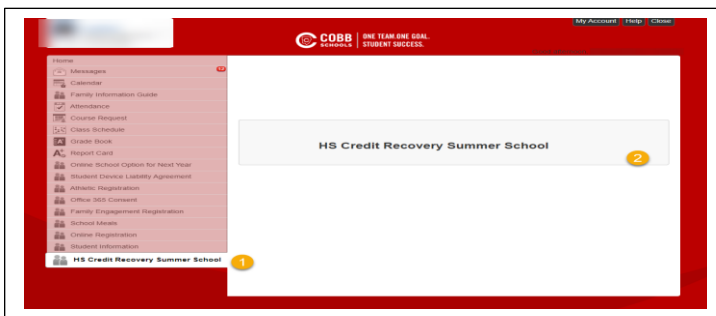 My Account Help Close
COBB SCHOOLS
ONE TEAM. ONE GOAL.
STUDENT SUCCESS.
Home
Messages
Calendar
Family Information Guide
Attendance
Course Request
Class Schedule
Grade Book
Report Card
Online School Option for Next Year
Student Device Liability Agreement
Athletic Registration
Office 365 Consent
Family Engagement Registration
School Meals
Online Registration
Student Information
HS Credit Recovery Summer School
1
HS Credit Recovery Summer School
2